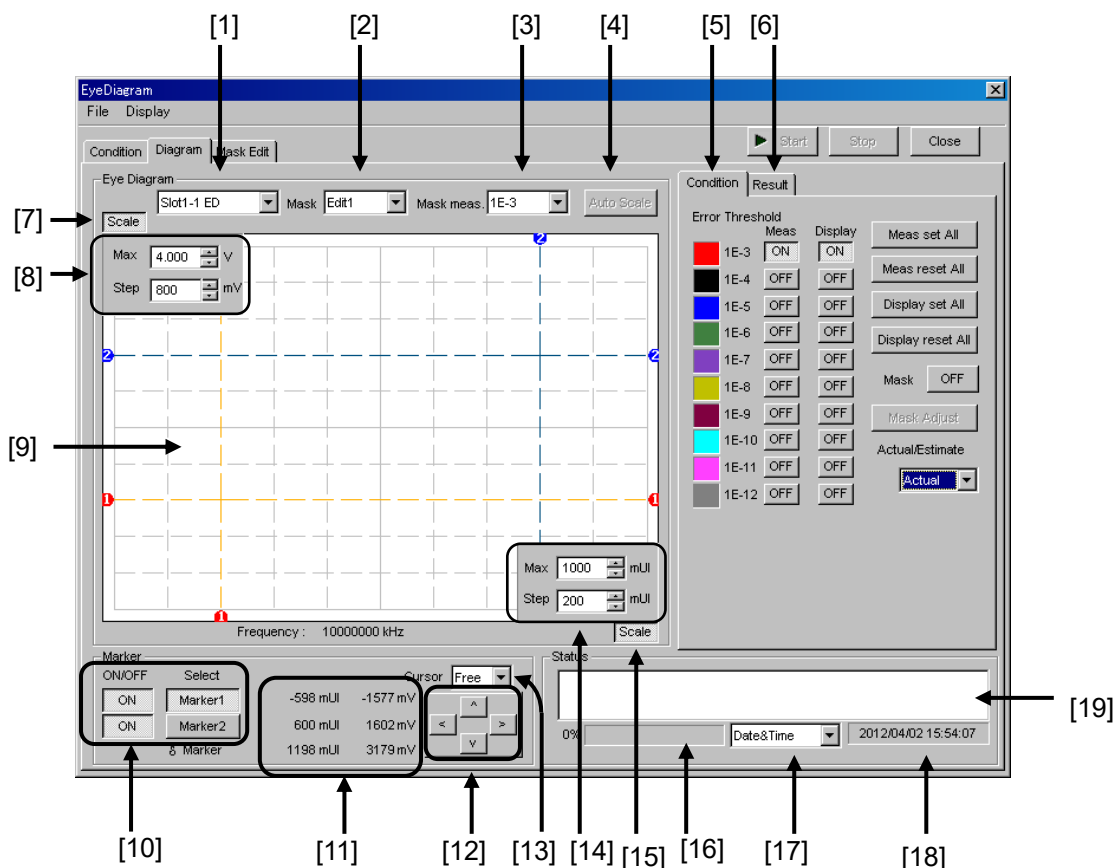 [1] [2] [3] [4] [5] [6]
EyeDiagram
File Display
Start Stop Close
Condition Diagram Mask Edit
Eye Diagram
Slot1-1 ED Mask Edit1 Mask meas. 1E-3 Auto Scale
[7] Scale
[8]
Max 4.000 V
Step 800 mV
2
2 2
[9]
1 1
Max 1000 mUI
Step 200 mUI
1
Frequency : 10000000 kHz Scale
Condition Result
Error Threshold
Meas Display
1E-3 ON ON
1E-4 OFF OFF
1E-5 OFF OFF
1E-6 OFF OFF
1E-7 OFF OFF
1E-8 OFF OFF
1E-9 OFF OFF
1E-10 OFF OFF
1E-11 OFF OFF
1E-12 OFF OFF
Meas set All
Meas reset All
Display set All
Display reset All
Mask OFF
Mask Adjust
Actual/Estimate
Actual
Marker
ON/OFF Select
ON Marker1
ON Marker2
δ Marker
-598 mUI -1577 mV
600 mUI 1602 mV
1198 mUI 3179 mV
Cursor Free
^
< >
v
Status
[19]
0% Date&Time 2012/04/02 15:54:07
[10] [11] [12] [13] [14] [15] [16] [17] [18]